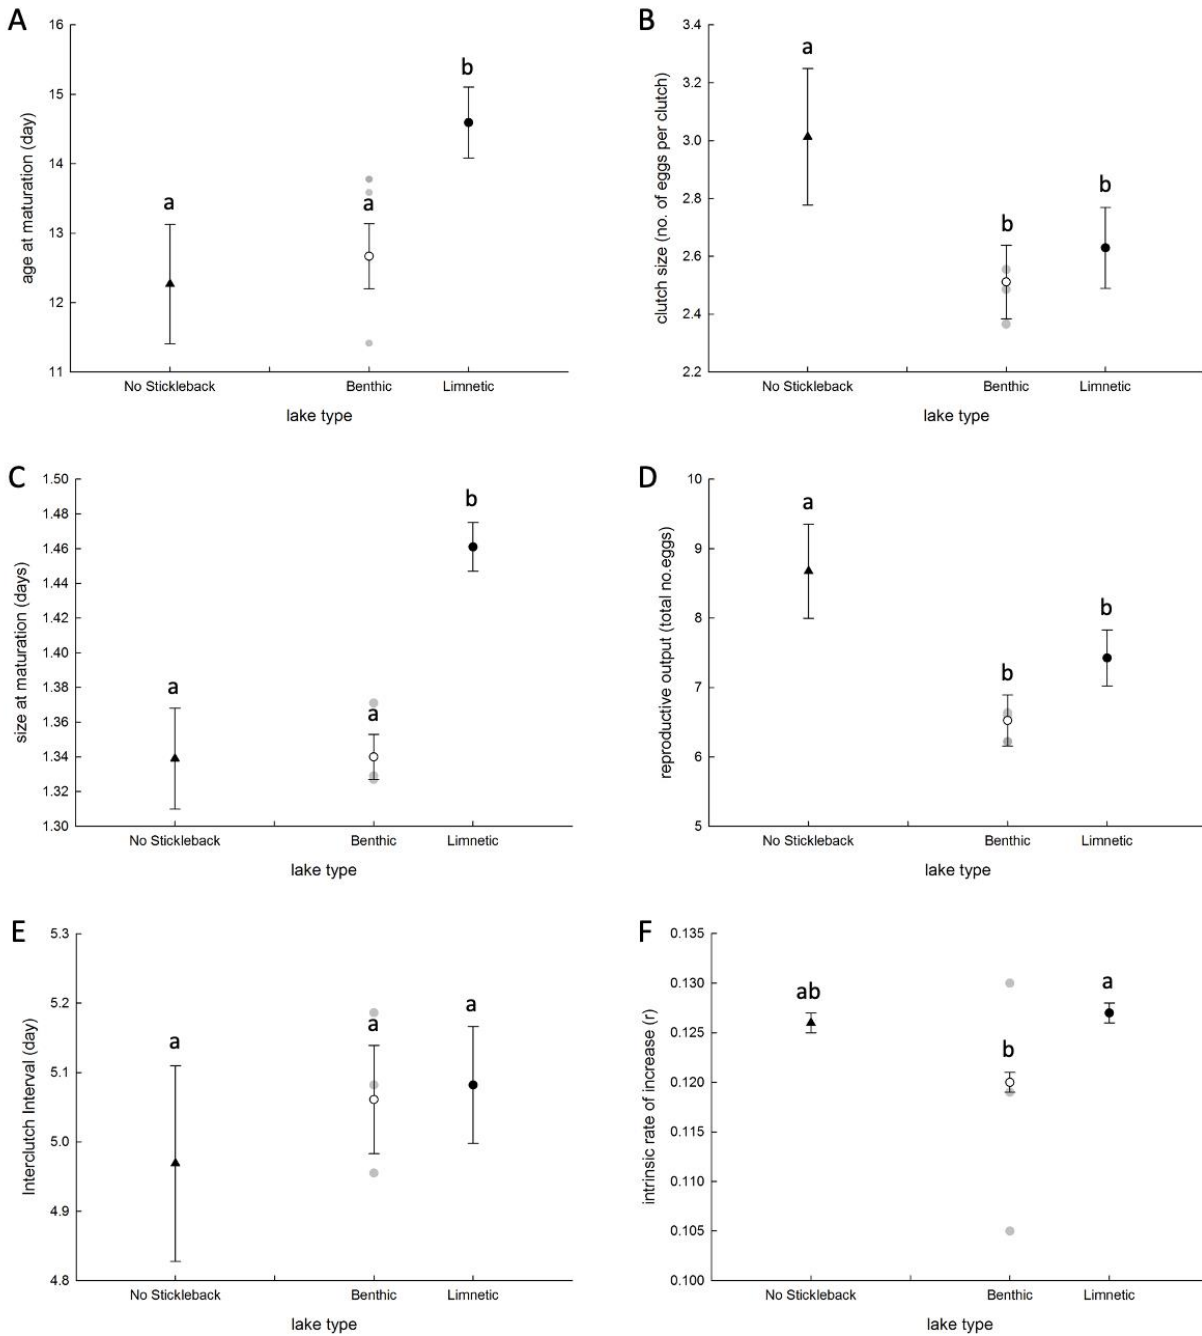 A
16
15
14
13
12
11
age at maturation (day)
a
a
b
No Stickleback Benthic Limnetic
lake type
B
3.4
3.2
3.0
2.8
2.6
2.4
2.2
clutch size (no. of eggs per clutch)
a
b
b
No Stickleback Benthic Limnetic
lake type
C
1.50
1.48
1.46
1.44
1.42
1.40
1.38
1.36
1.34
1.32
1.30
size at maturation (days)
a
a
b
No Stickleback Benthic Limnetic
lake type
D
10
9
8
7
6
5
reproductive output (total no.eggs)
a
b
b
No Stickleback Benthic Limnetic
lake type
E
5.3
5.2
5.1
5.0
4.9
4.8
Interclutch Interval (day)
a
a
a
No Stickleback Benthic Limnetic
lake type
F
0.135
0.130
0.125
0.120
0.115
0.110
0.105
0.100
intrinsic rate of increase (r)
ab
b
a
No Stickleback Benthic Limnetic
lake type